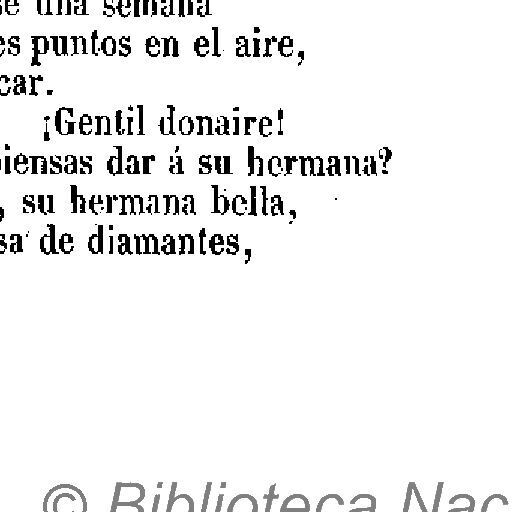 se una semana
es puntos en el aire,
car.
¡Gentil donaire!
piensas dar á su hermana?
, su hermana bella,
sa de diamantes,
© Biblioteca Nac